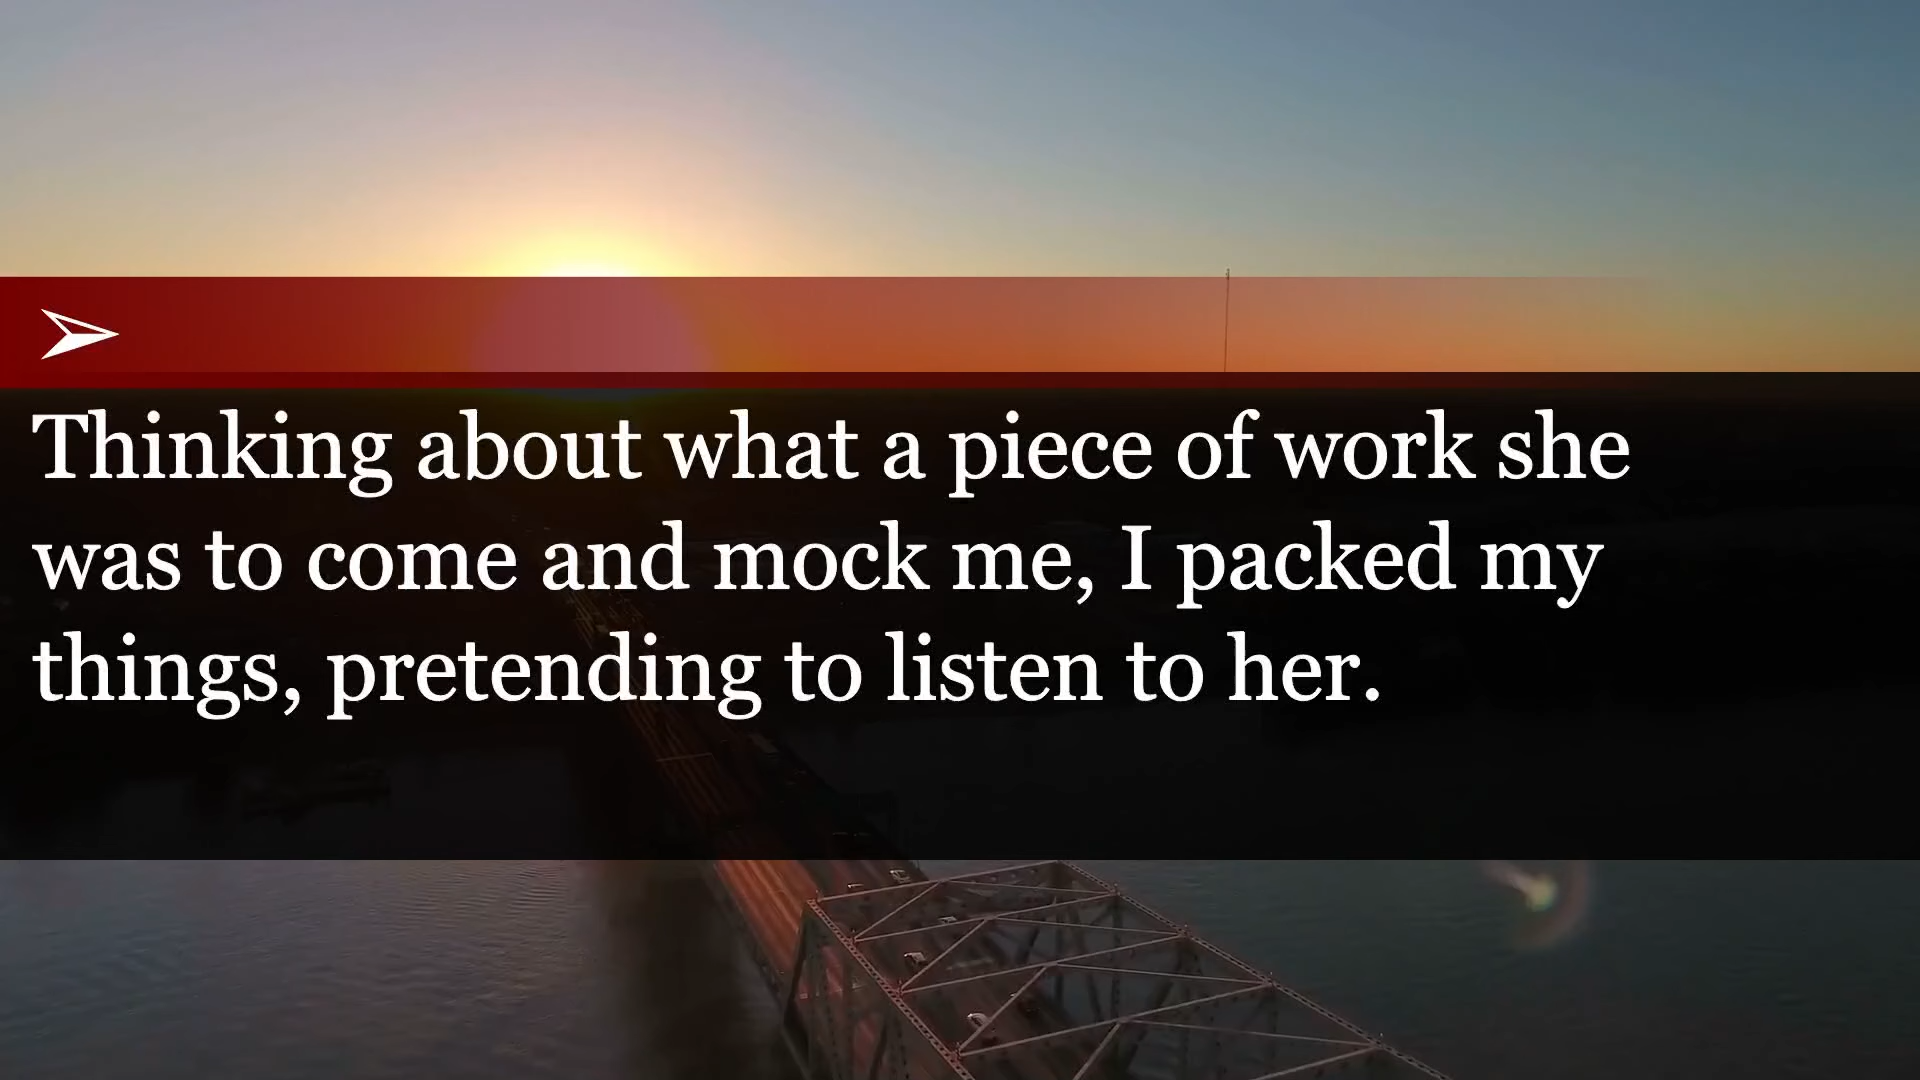 Thinking about what a piece of work she
was to come and mock me, I packed my
things, pretending to listen to her.